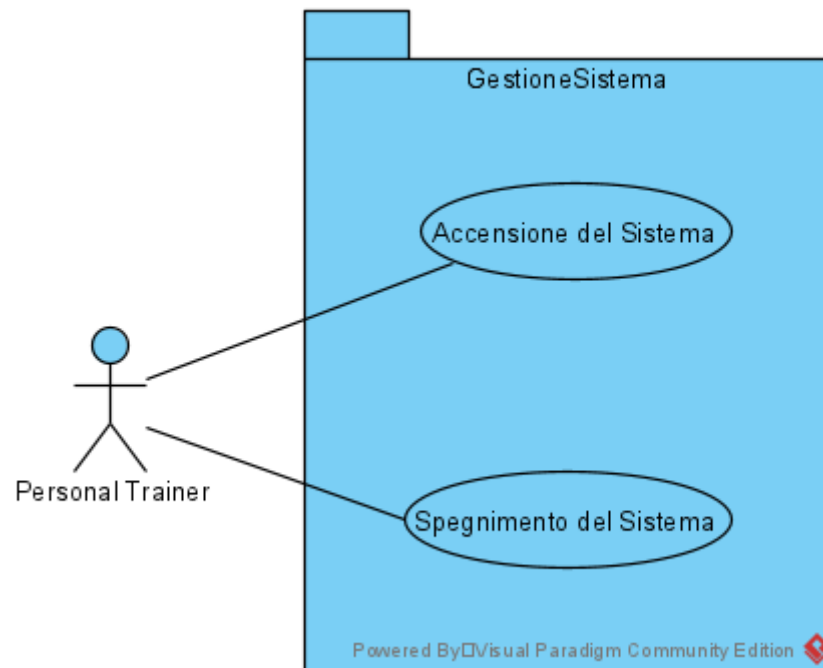 GestioneSistema
Accensione del Sistema
Personal Trainer
Spegnimento del Sistema
Powered By□Visual Paradigm Community Edition